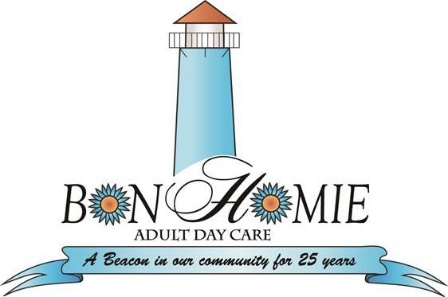 BON HOMIE
ADULT DAY CARE
A Beacon in our community for 25 years